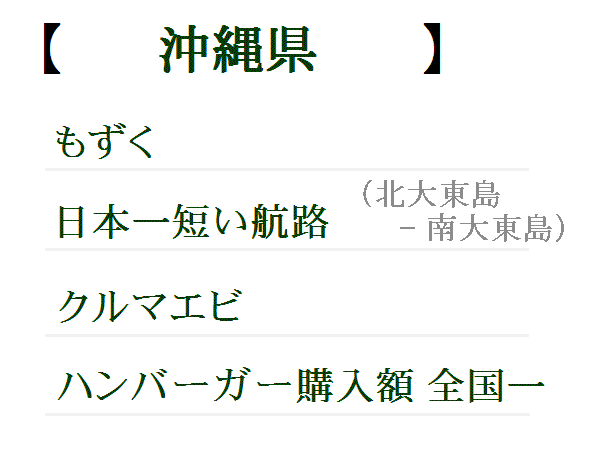 【 沖縄県 】
もずく
日本一短い航路 （北大東島
－南大東島）
クルマエビ
ハンバーガー購入額 全国一